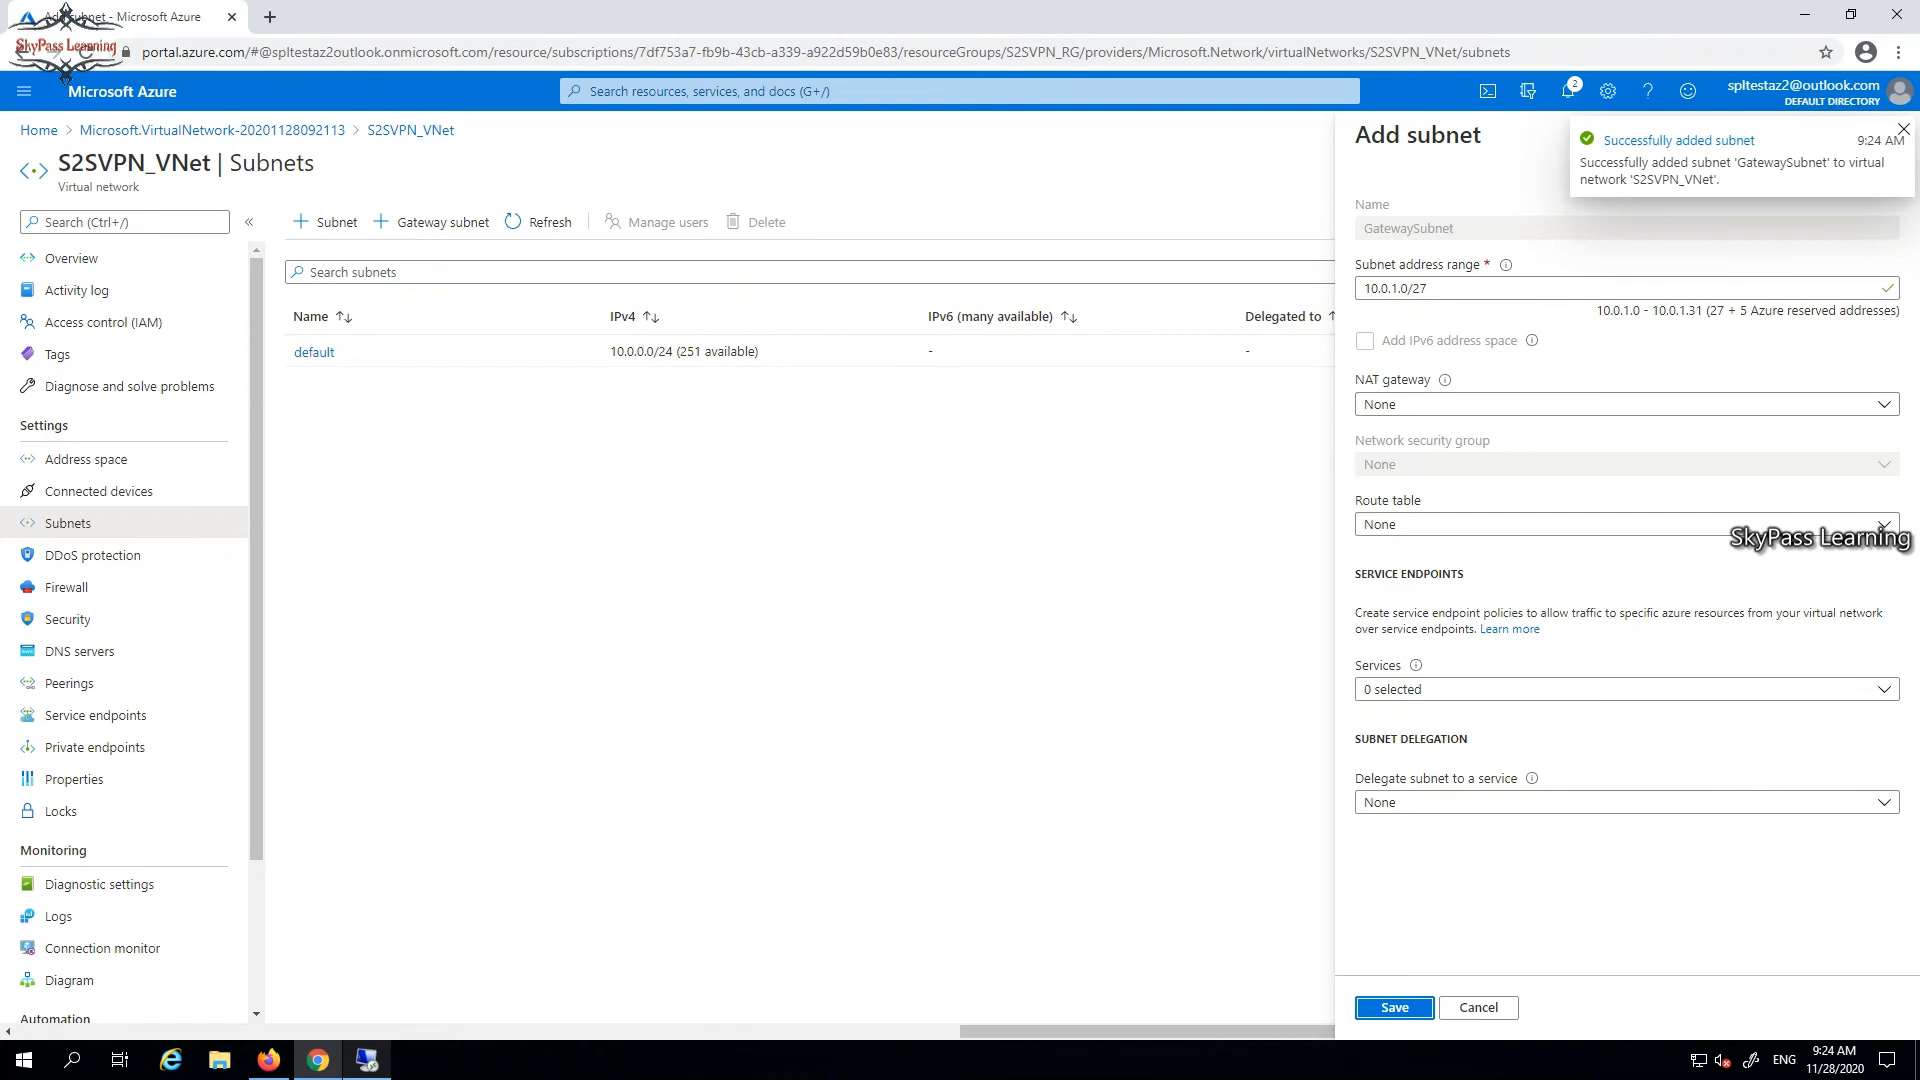 Add subnet - Microsoft Azure
SkyPass Learning
portal.azure.com/#@spltestaz2outlook.onmicrosoft.com/resource/subscriptions/7df753a7-fb9b-43cb-a339-a922d59b0e83/resourceGroups/S2SVPN_RG/providers/Microsoft.Network/virtualNetworks/S2SVPN_VNet/subnets
Microsoft Azure
Search resources, services, and docs (G+/)
2
spltestaz2@outlook.com
DEFAULT DIRECTORY
Home > Microsoft.VirtualNetwork-20201128092113 > S2SVPN_VNet
S2SVPN_VNet | Subnets
Virtual network
Search (Ctrl+/)
«
Overview
Activity log
Access control (IAM)
Tags
Diagnose and solve problems
Settings
Address space
Connected devices
Subnets
DDoS protection
Firewall
Security
DNS servers
Peerings
Service endpoints
Private endpoints
Properties
Locks
Monitoring
Diagnostic settings
Logs
Connection monitor
Diagram
Automation
+ Subnet + Gateway subnet Refresh Manage users Delete
Search subnets
Name IPv4 IPv6 (many available) Delegated to
default 10.0.0.0/24 (251 available) - -
Add subnet
Successfully added subnet 9:24 AM
Successfully added subnet 'GatewaySubnet' to virtual
network 'S2SVPN_VNet'.
Name
GatewaySubnet
Subnet address range *
10.0.1.0/27
10.0.1.0 - 10.0.1.31 (27 + 5 Azure reserved addresses)
Add IPv6 address space
NAT gateway
None
Network security group
None
Route table
None
SkyPass Learning
SERVICE ENDPOINTS
Create service endpoint policies to allow traffic to specific azure resources from your virtual network
over service endpoints. Learn more
Services
0 selected
SUBNET DELEGATION
Delegate subnet to a service
None
Save Cancel
ENG
9:24 AM
11/28/2020